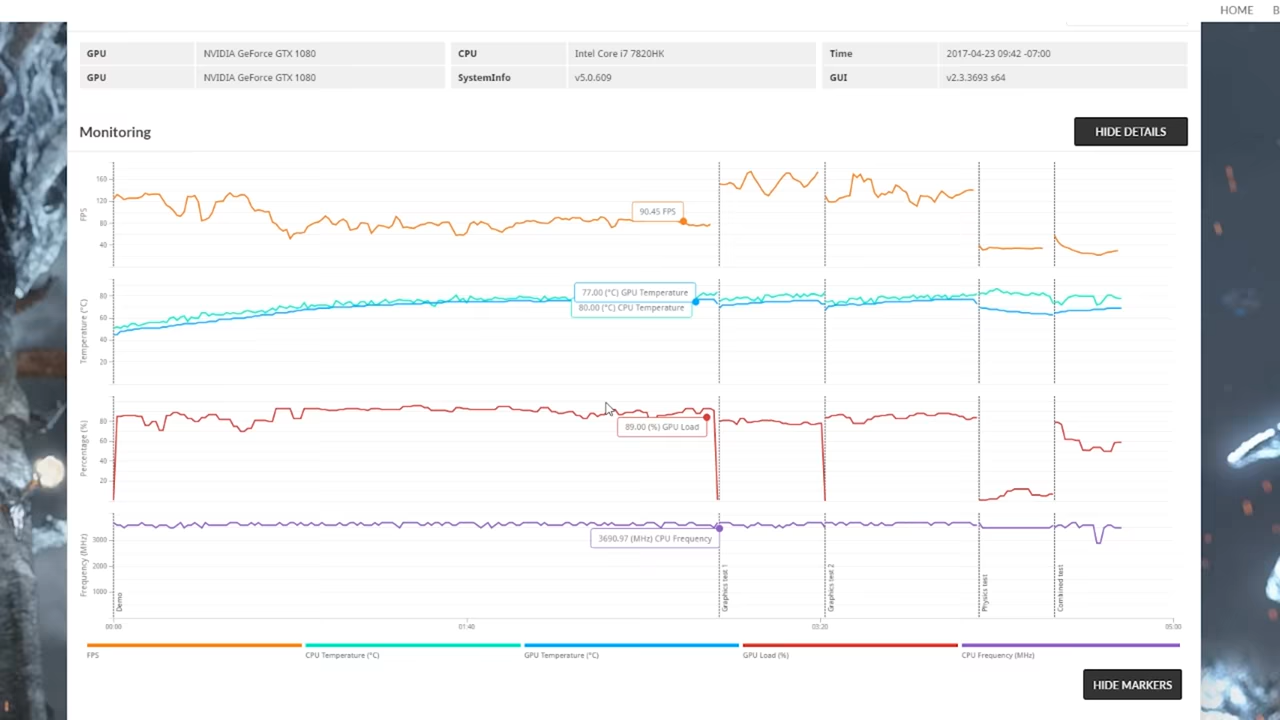 HOME B
GPU NVIDIA GeForce GTX 1080 CPU Intel Core i7 7820HK Time 2017-04-23 09:42 -07:00
GPU NVIDIA GeForce GTX 1080 SystemInfo v5.0.609 GUI v2.3.3693 s64
Monitoring HIDE DETAILS
FPS
160
120
80
40
90.45 FPS
Temperature (°C)
80
60
40
20
77.00 (°C) GPU Temperature
80.00 (°C) CPU Temperature
Percentage (%)
80
60
40
20
89.00 (%) GPU Load
Frequency (MHz)
3000
2000
1000
3690.97 (MHz) CPU Frequency
Demo
Graphics test 1
Graphics test 2
Physics test
Combined test
00:00 01:40 03:20 05:00
FPS CPU Temperature (°C) GPU Temperature (°C) GPU Load (%) CPU Frequency (MHz)
HIDE MARKERS